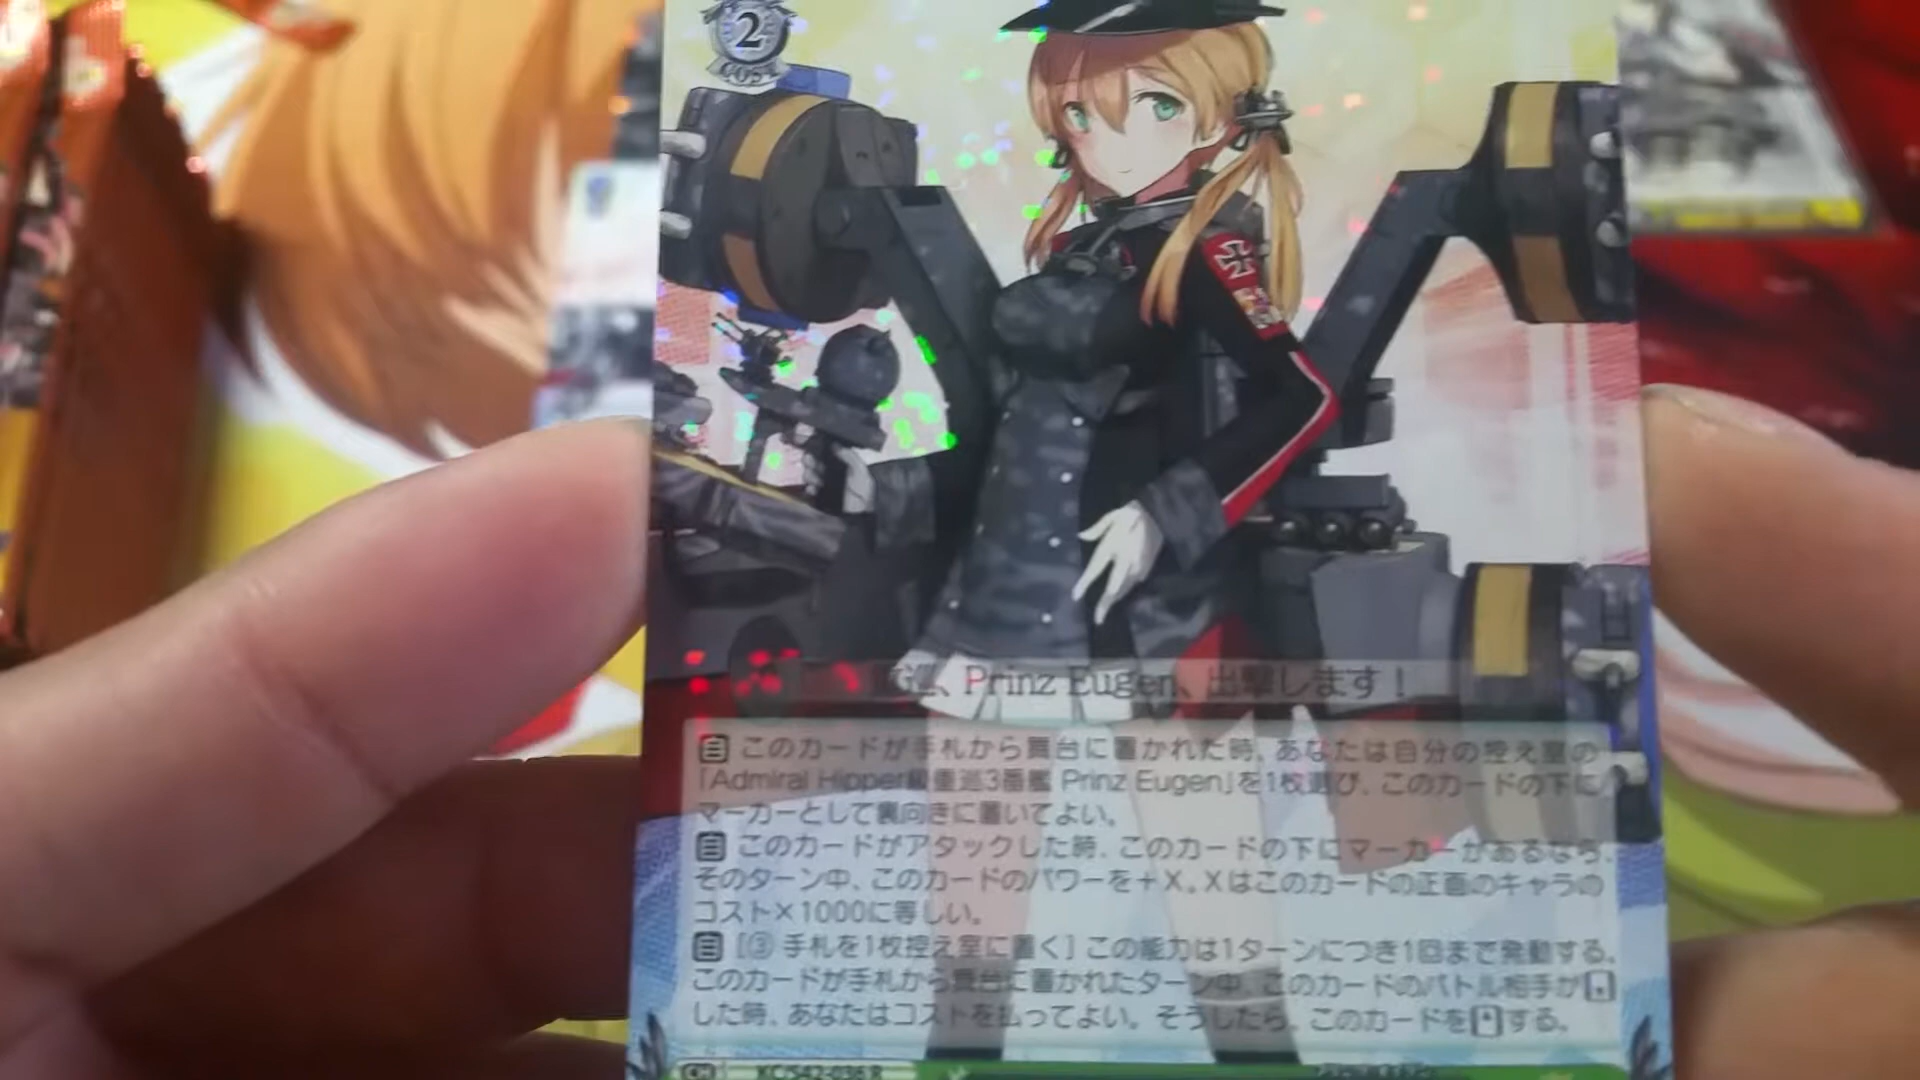 2
COST
重巡、Prinz Eugen、出撃します！
このカードが手札から舞台に置かれた時、あなたは自分の控え室の
「Admiral Hipper級重巡3番艦 Prinz Eugen」を1枚選び、このカードの下に
マーカーとして裏向きに置いてよい。
このカードがアタックした時、このカードの下にマーカーがあるなら、
そのターン中、このカードのパワーを＋X。Xはこのカードの正面のキャラの
コスト×1000に等しい。
［③ 手札を1枚控え室に置く］この能力は1ターンにつき1回まで発動する。
このカードが手札から舞台に置かれたターン中、このカードのバトル相手が
した時、あなたはコストを払ってよい。そうしたら、このカードを する。
CH KC/S42-036 R